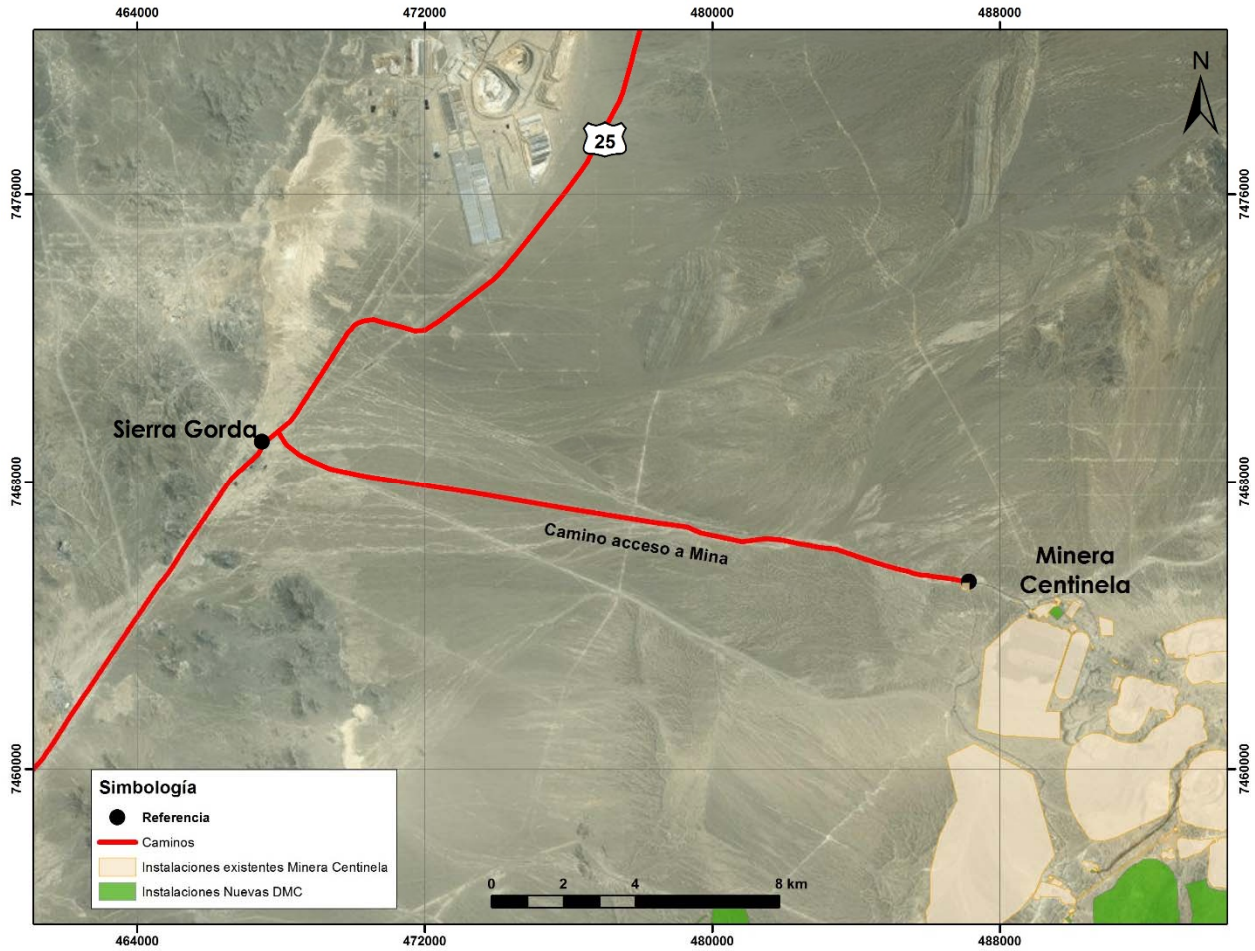 464000
472000
480000
488000
N
25
7476000
7476000
Sierra Gorda
7468000
7468000
Camino acceso a Mina
Minera
Centinela
7460000
7460000
Simbología
Referencia
Caminos
Instalaciones existentes Minera Centinela
Instalaciones Nuevas DMC
0 2 4 8 km
464000
472000
480000
488000